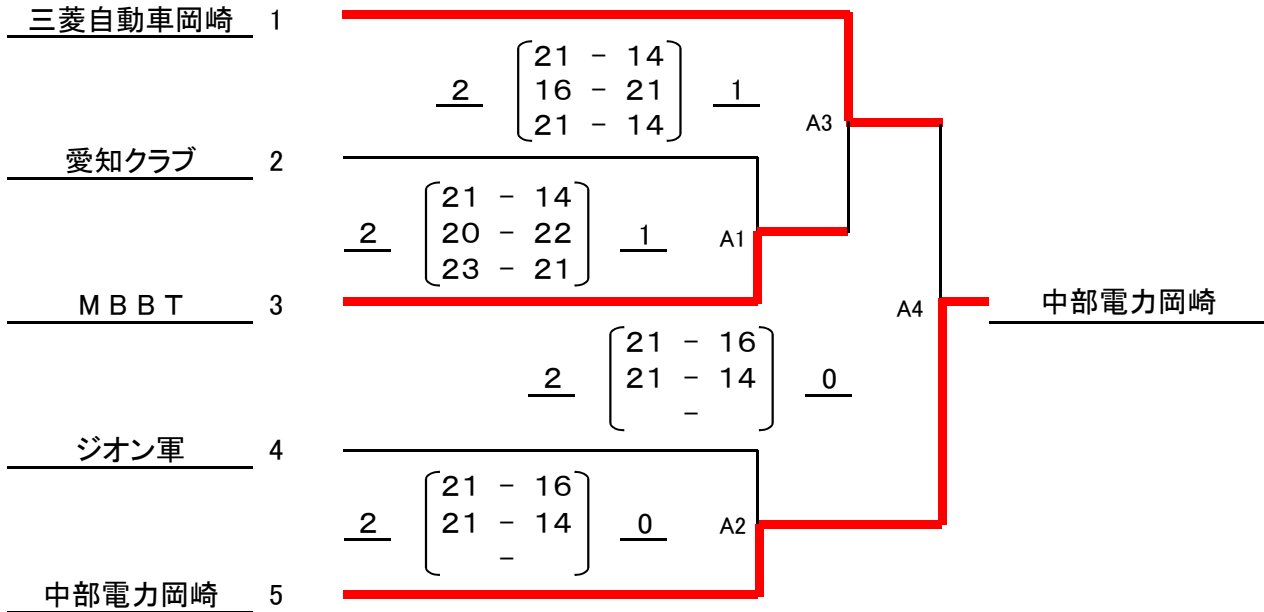 三菱自動車岡崎 1
21 - 14
2 16 - 21 1
21 - 14
A3
愛知クラブ 2
21 - 14
2 20 - 22 1
23 - 21
A1
ＭＢＢＴ 3
A4
中部電力岡崎
21 - 16
2 21 - 14 0
-
ジオン軍 4
21 - 16
2 21 - 14 0
-
A2
中部電力岡崎 5